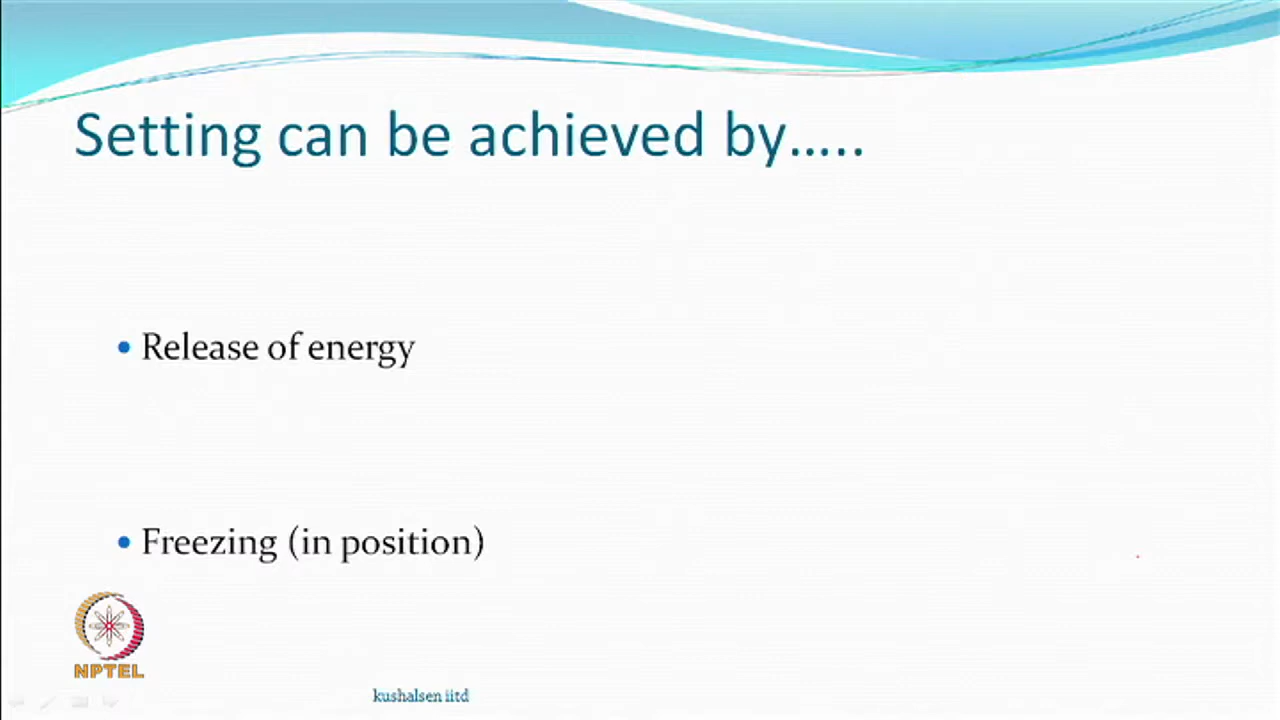 Setting can be achieved by.....
• Release of energy
• Freezing (in position)
NPTEL
kushalsen iitd